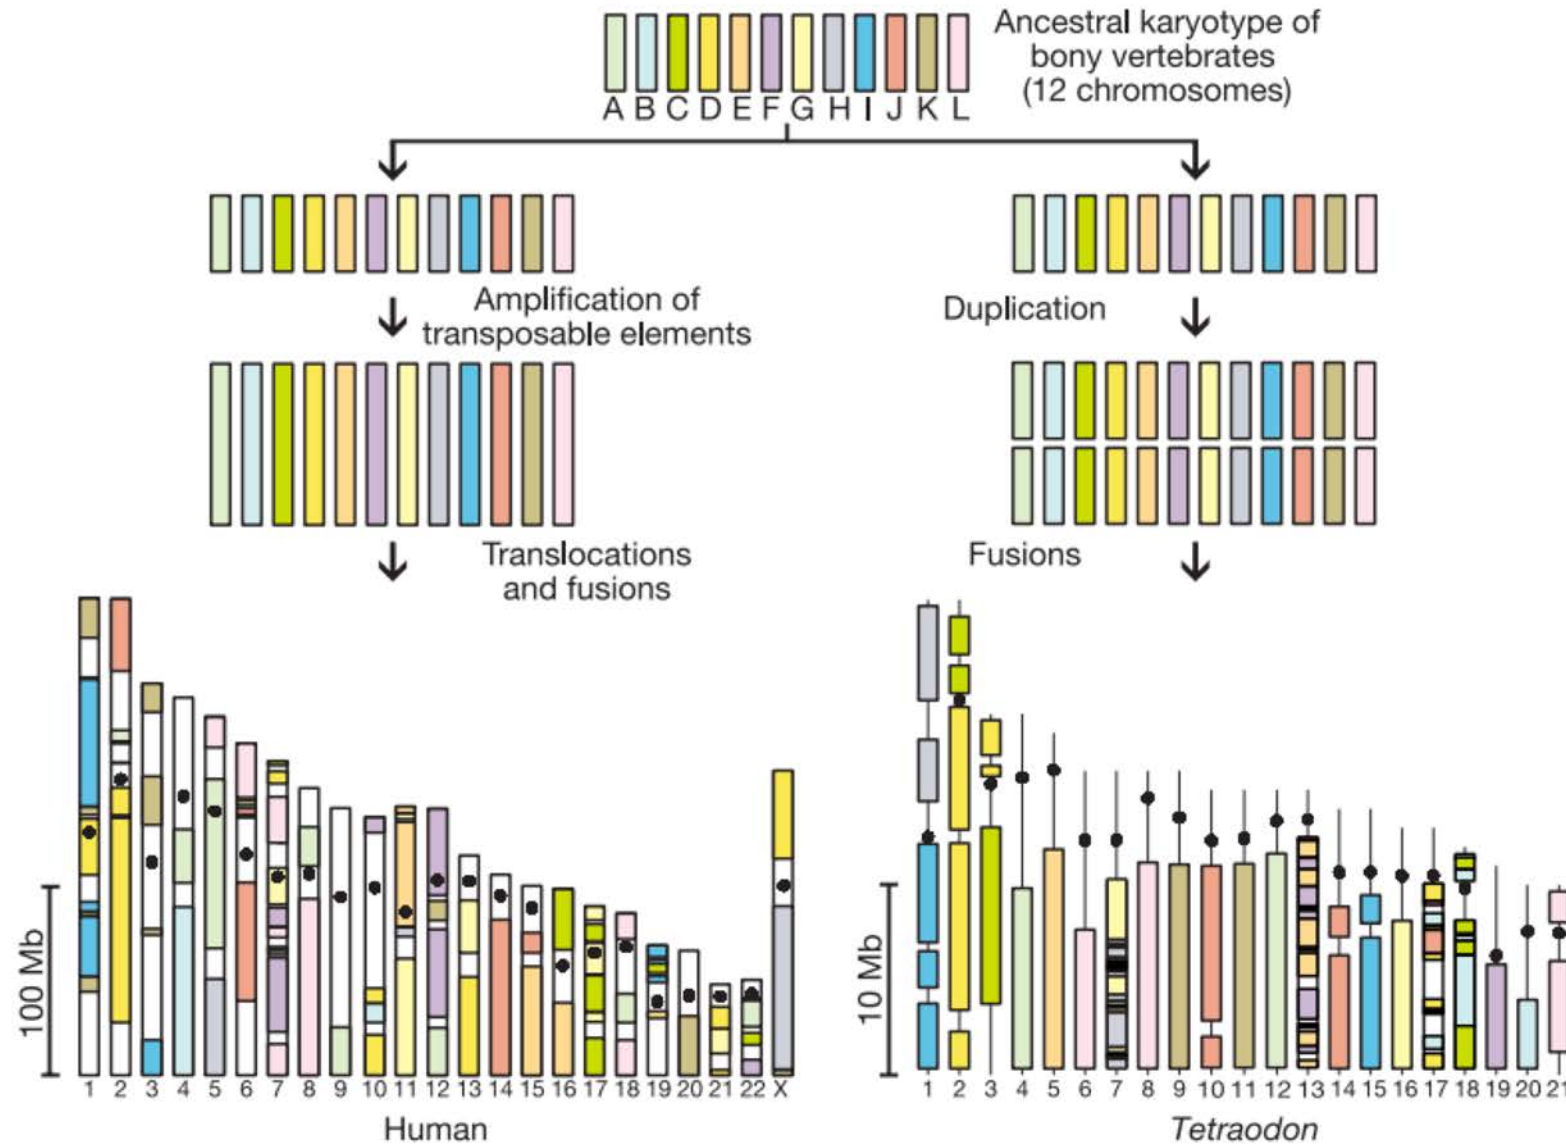 Ancestral karyotype of
bony vertebrates
(12 chromosomes)
A B C D E F G H I J K L
Amplification of
transposable elements
Duplication
Translocations
and fusions
Fusions
100 Mb
10 Mb
1 2 3 4 5 6 7 8 9 10 11 12 13 14 15 16 17 18 19 20 21 22 X
1 2 3 4 5 6 7 8 9 10 11 12 13 14 15 16 17 18 19 20 21
Human
Tetraodon